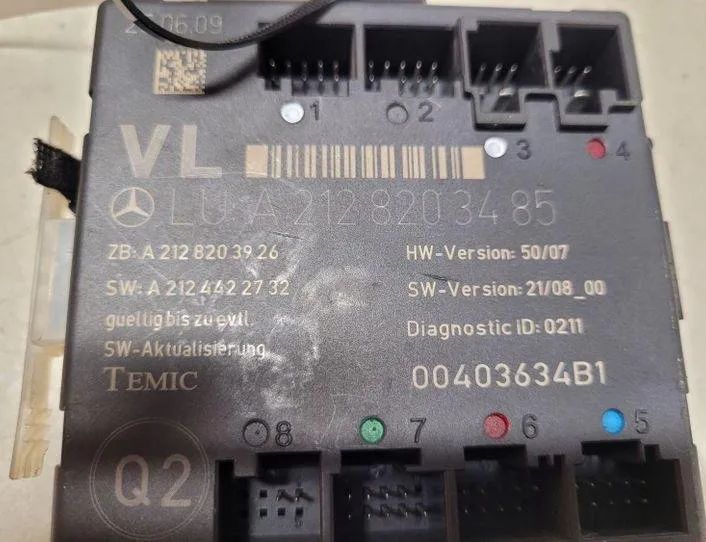 06.09
1
2
3
4
VL
LU A 212 820 34 85
ZB: A 212 820 39 26
HW-Version: 50/07
SW: A 212 442 27 32
SW-Version: 21/08_00
gueltig bis zu evtl.
Diagnostic ID: 0211
SW-Aktualisierung
TEMIC
00403634B1
8
7
6
5
Q2